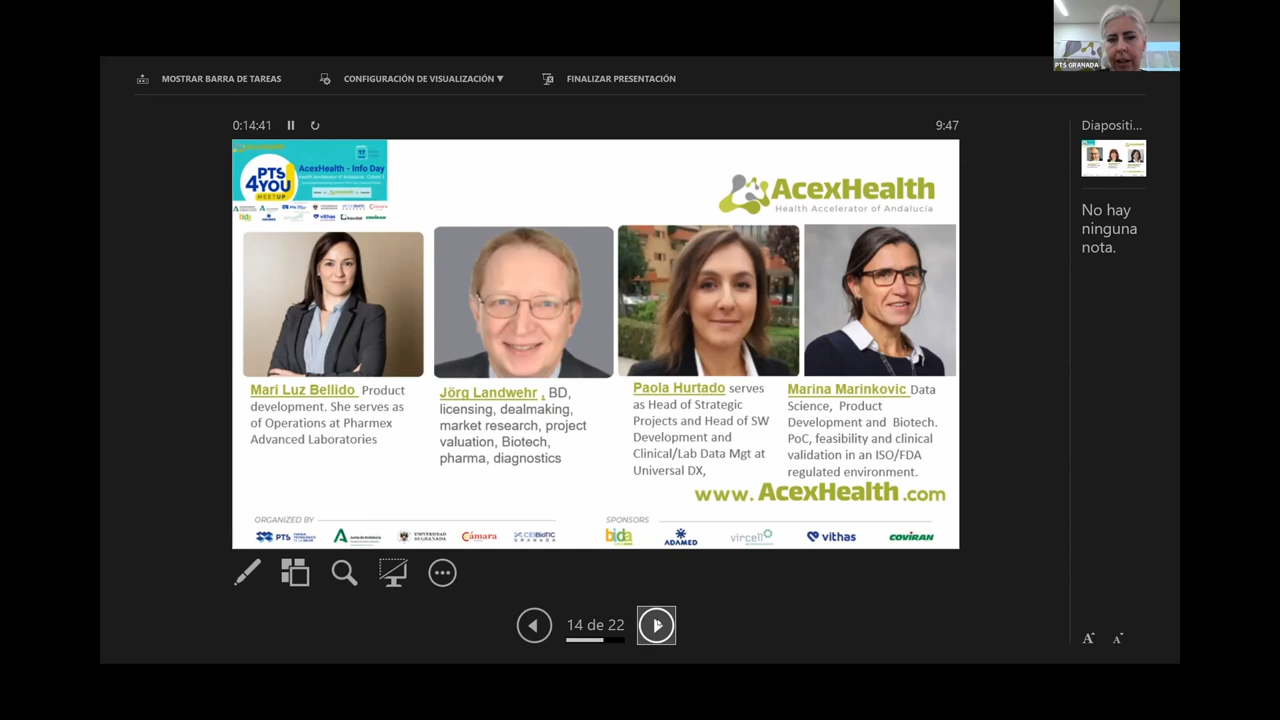 PTS GRANADA
MOSTRAR BARRA DE TAREAS
CONFIGURACIÓN DE VISUALIZACIÓN ▼
FINALIZAR PRESENTACIÓN
0:14:41
9:47
Diapositi...
No hay
ninguna
nota.
PTS
4YOU
MEETUP
17
AcexHealth - Info Day
AcexHealth
Health Accelerator of Andalucía
Mari Luz Bellido Product
development. She serves as
of Operations at Pharmex
Advanced Laboratories
Jörg Landwehr , BD,
licensing, dealmaking,
market research, project
valuation, Biotech,
pharma, diagnostics
Paola Hurtado serves
as Head of Strategic
Projects and Head of SW
Development and
Clinical/Lab Data Mgt at
Universal DX,
Marina Marinkovic Data
Science, Product
Development and Biotech.
PoC, feasibility and clinical
validation in an ISO/FDA
regulated environment.
www. AcexHealth .com
ORGANIZED BY
SPONSORS
PTS
Junta de Andalucía
UNIVERSIDAD
DE GRANADA
Cámara
CEEIBioTIC
GRANADA
bida
ADAMED
vircell
vithas
COVIRAN
14 de 22
A
A